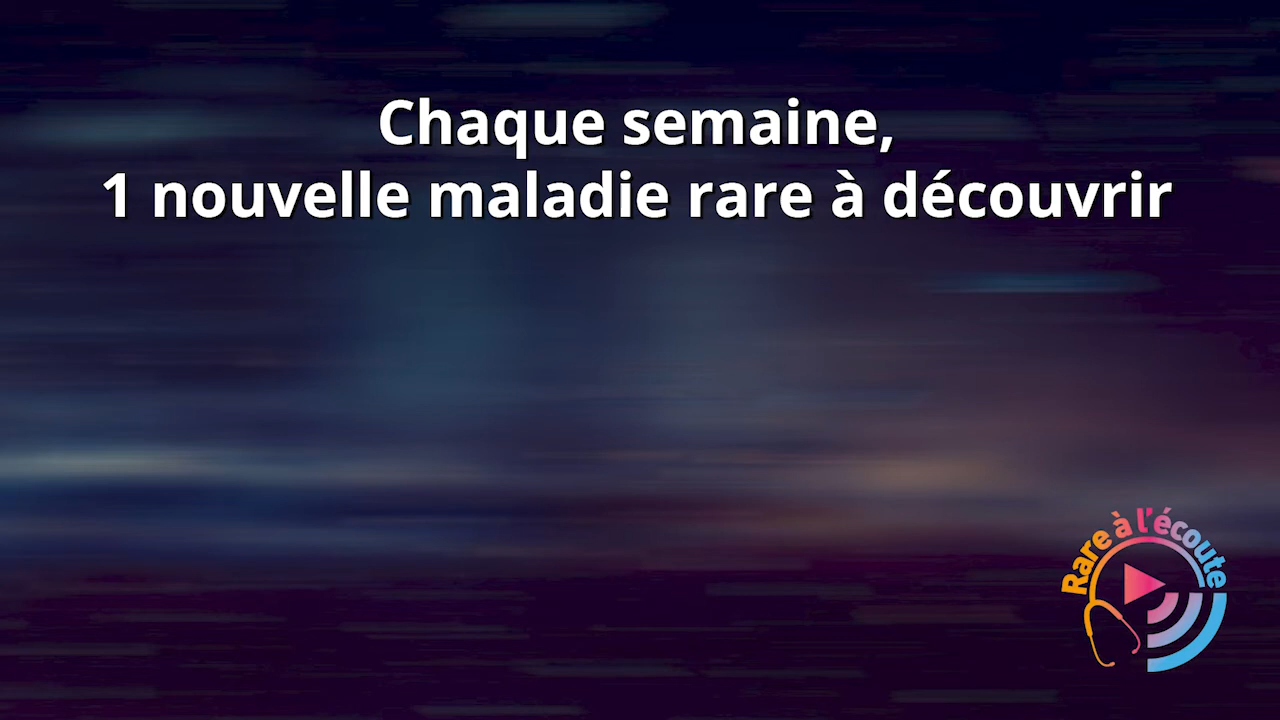 Chaque semaine,
1 nouvelle maladie rare à découvrir
Rare à l'écoute